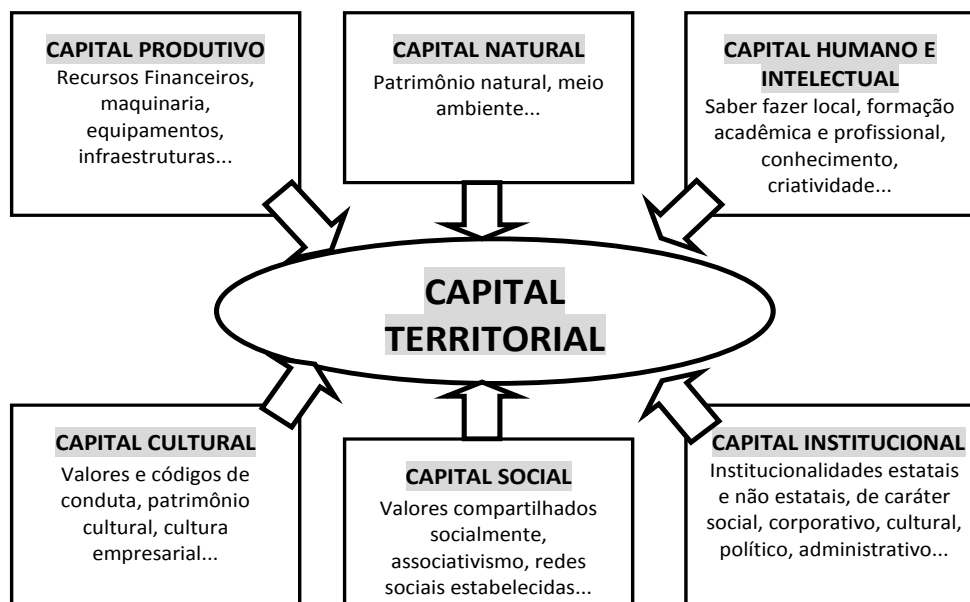 CAPITAL PRODUTIVO
Recursos Financeiros,
maquinaria,
equipamentos,
infraestruturas...
CAPITAL NATURAL
Patrimônio natural, meio
ambiente...
CAPITAL HUMANO E
INTELECTUAL
Saber fazer local, formação
acadêmica e profissional,
conhecimento,
criatividade...
CAPITAL
TERRITORIAL
CAPITAL CULTURAL
Valores e códigos de
conduta, patrimônio
cultural, cultura
empresarial...
CAPITAL SOCIAL
Valores compartilhados
socialmente,
associativismo, redes
sociais estabelecidas...
CAPITAL INSTITUCIONAL
Institucionalidades estatais
e não estatais, de caráter
social, corporativo, cultural,
político, administrativo...